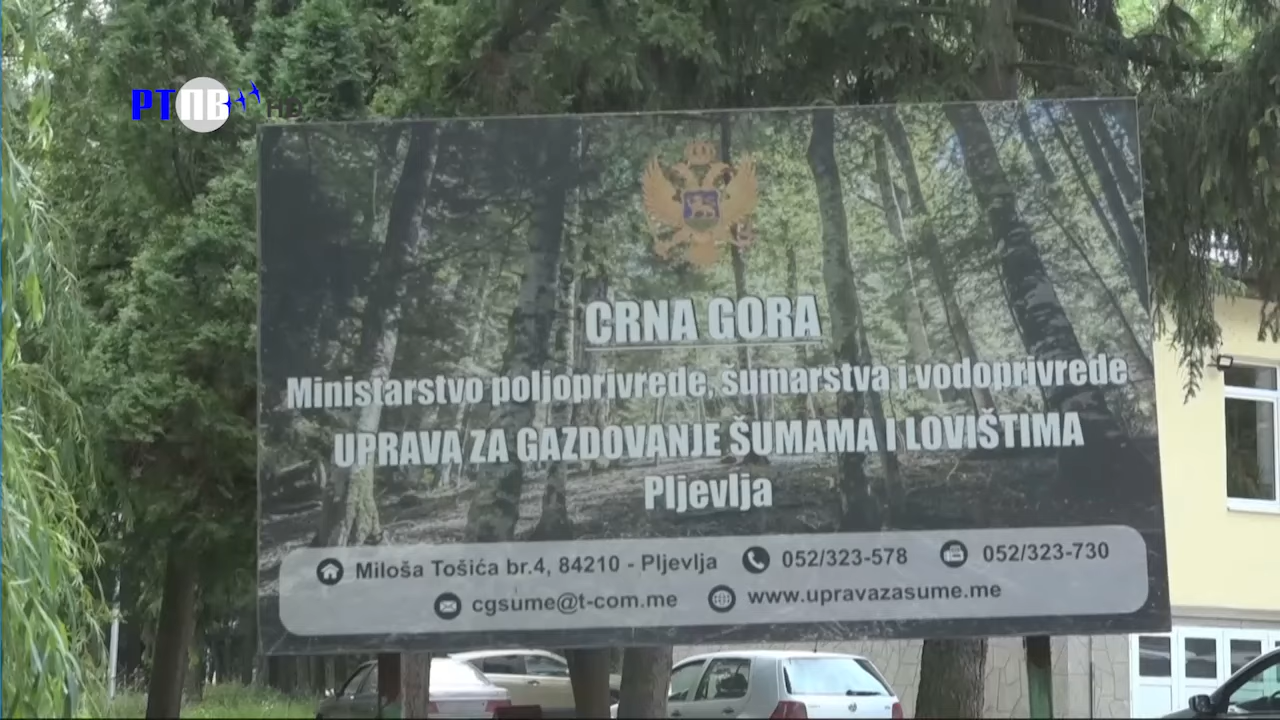 РТПВ HD
CRNA GORA
Ministarstvo poljoprivrede, šumarstva i vodoprivrede
UPRAVA ZA GAZDOVANJE ŠUMAMA I LOVIŠTIMA
Pljevlja
Miloša Tošića br.4, 84210 - Pljevlja 052/323-578 052/323-730
cgsume@t-com.me www.upravazasume.me